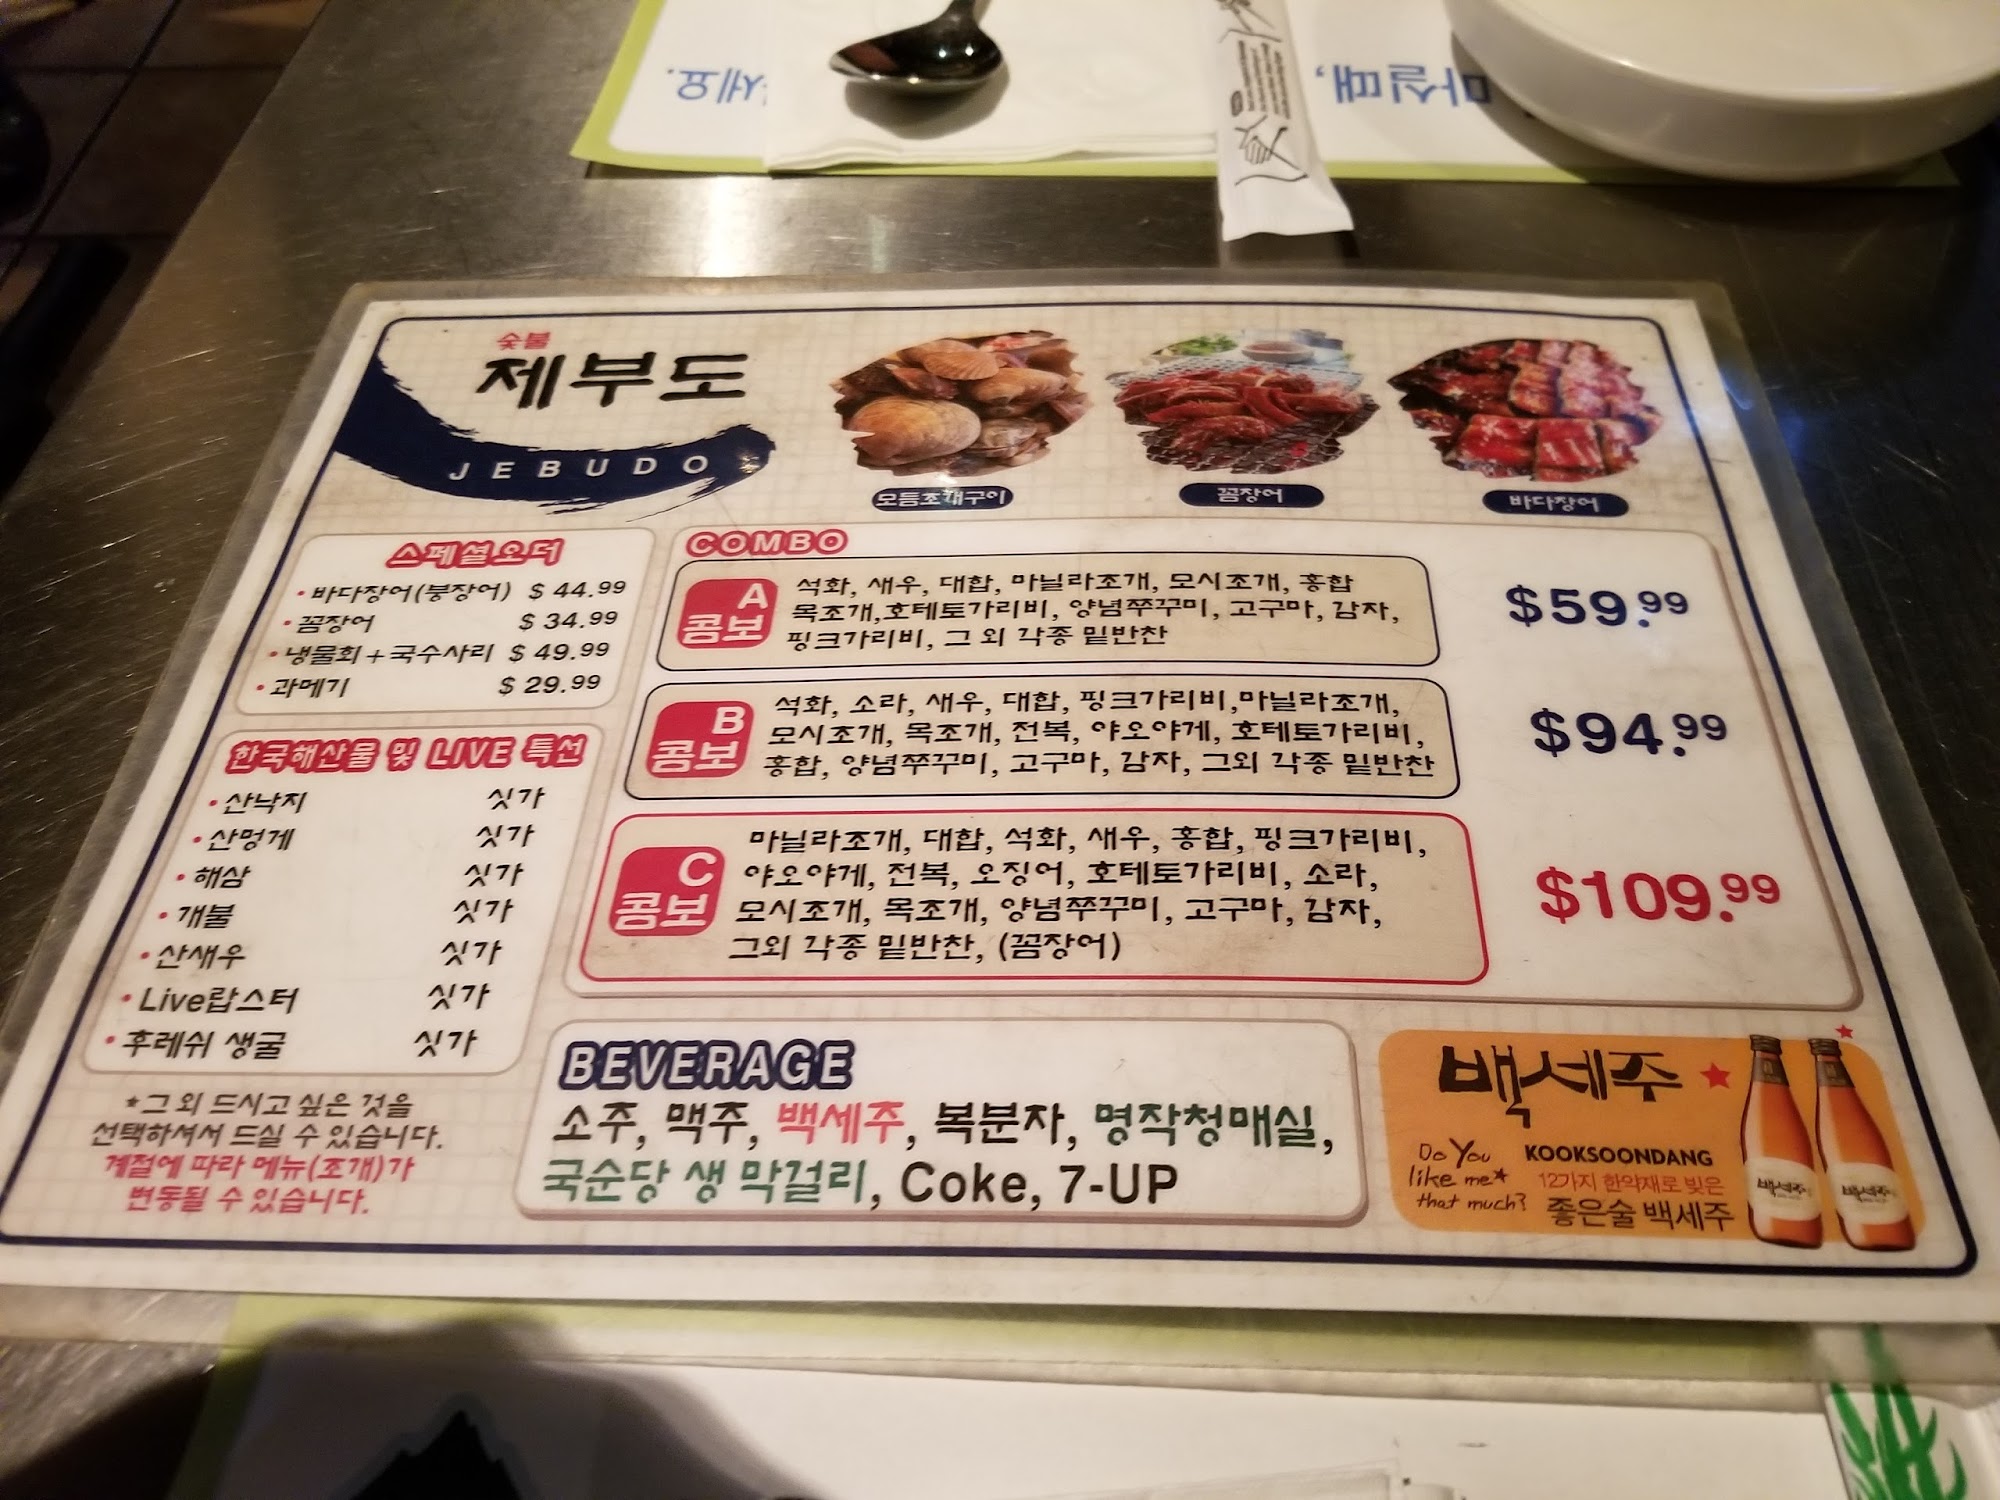 세요.
마실때,
숯불
제부도
JEBUDO
모듬조개구이
꼼장어
바다장어
스페셜오더
• 바다장어(붕장어) $ 44.99
• 꼼장어 $ 34.99
• 냉물회 + 국수사리 $ 49.99
• 과메기 $ 29.99
한국해산물 및 LIVE 특선
• 산낙지 싯가
• 산멍게 싯가
• 해삼 싯가
• 개불 싯가
• 산새우 싯가
• Live랍스터 싯가
• 후레쉬 생굴 싯가
*그 외 드시고 싶은 것을
선택하셔서 드실 수 있습니다.
계절에 따라 메뉴(조개)가
변동될 수 있습니다.
COMBO
A 콤보
석화, 새우, 대합, 마닐라조개, 모시조개, 홍합
목조개,호테토가리비, 양념쭈꾸미, 고구마, 감자,
핑크가리비, 그 외 각종 밑반찬
$59.99
B 콤보
석화, 소라, 새우, 대합, 핑크가리비,마닐라조개,
모시조개, 목조개, 전복, 야오야게, 호테토가리비,
홍합, 양념쭈꾸미, 고구마, 감자, 그외 각종 밑반찬
$94.99
C 콤보
마닐라조개, 대합, 석화, 새우, 홍합, 핑크가리비,
야오야게, 전복, 오징어, 호테토가리비, 소라,
모시조개, 목조개, 양념쭈꾸미, 고구마, 감자,
그외 각종 밑반찬, (꼼장어)
$109.99
BEVERAGE
소주, 맥주, 백세주, 복분자, 명작청매실,
국순당 생 막걸리, Coke, 7-UP
백세주
Do You
like me*
that much?
KOOKSOONDANG
12가지 한약재로 빚은
좋은술 백세주
백세주
백세주